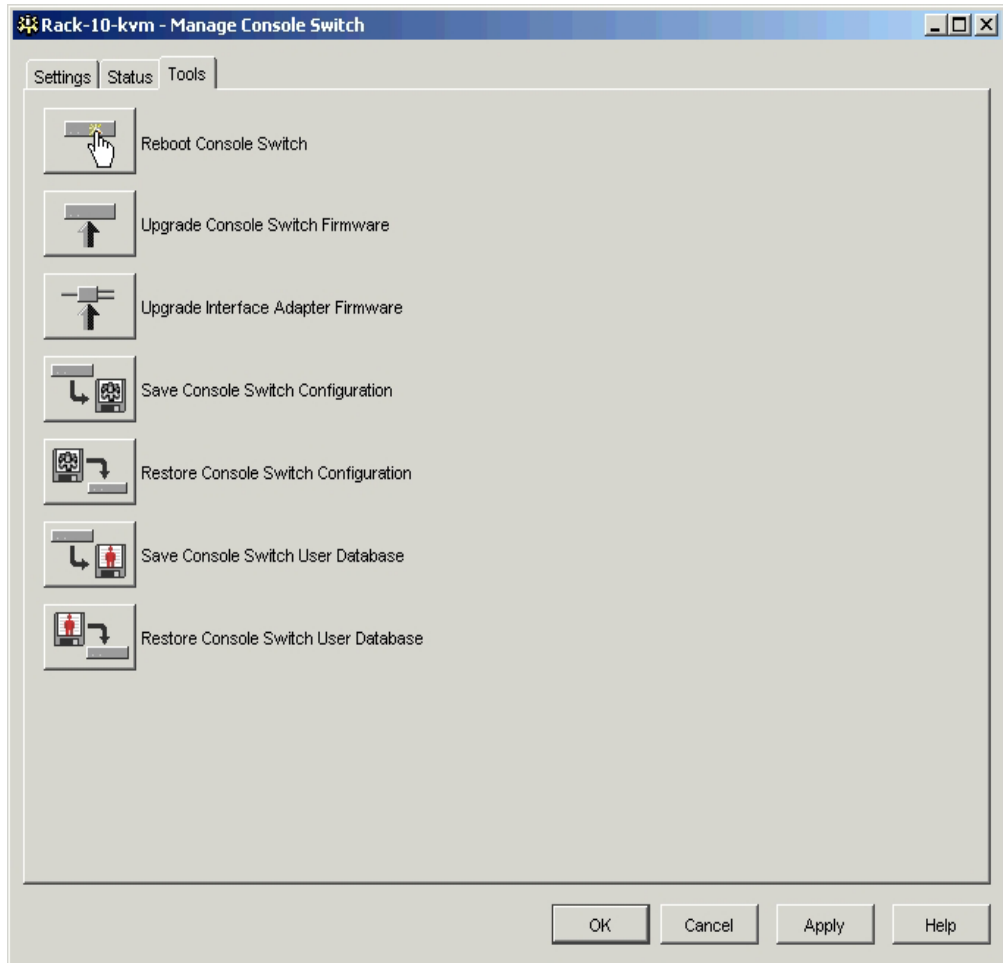 Rack-10-kvm - Manage Console Switch
Settings Status Tools
Reboot Console Switch
Upgrade Console Switch Firmware
Upgrade Interface Adapter Firmware
Save Console Switch Configuration
Restore Console Switch Configuration
Save Console Switch User Database
Restore Console Switch User Database
OK Cancel Apply Help